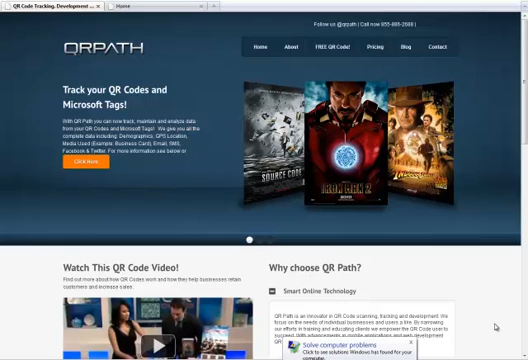 QR Code Tracking, Development ...
Home
Follow us @qrpath | Call now 855-885-2688 |
QRPATH
Home
About
FREE QR Code!
Pricing
Blog
Contact
Track your QR Codes and
Microsoft Tags!
With QR Path you can now track, maintain and analyze data
from your QR Codes and Microsoft Tags! We give you all the
complete data including: Demographics, GPS Location,
Media Used (Example: Business Card), Email, SMS,
Facebook & Twitter. For more information see below or
Click Here
SOURCE CODE
IRON MAN 2
INDIANA JONES
Watch This QR Code Video!
Find out more about how QR Codes work and how they help businesses retain
customers and increase sales.
Why choose QR Path?
Smart Online Technology
QR Path is an innovator in QR Code scanning, tracking and development. We
focus on the needs of individual businesses and users a like. By narrowing
our efforts in training and educating clients we empower the QR Code user to
Solve computer problems
Click to see solutions Windows has found for your